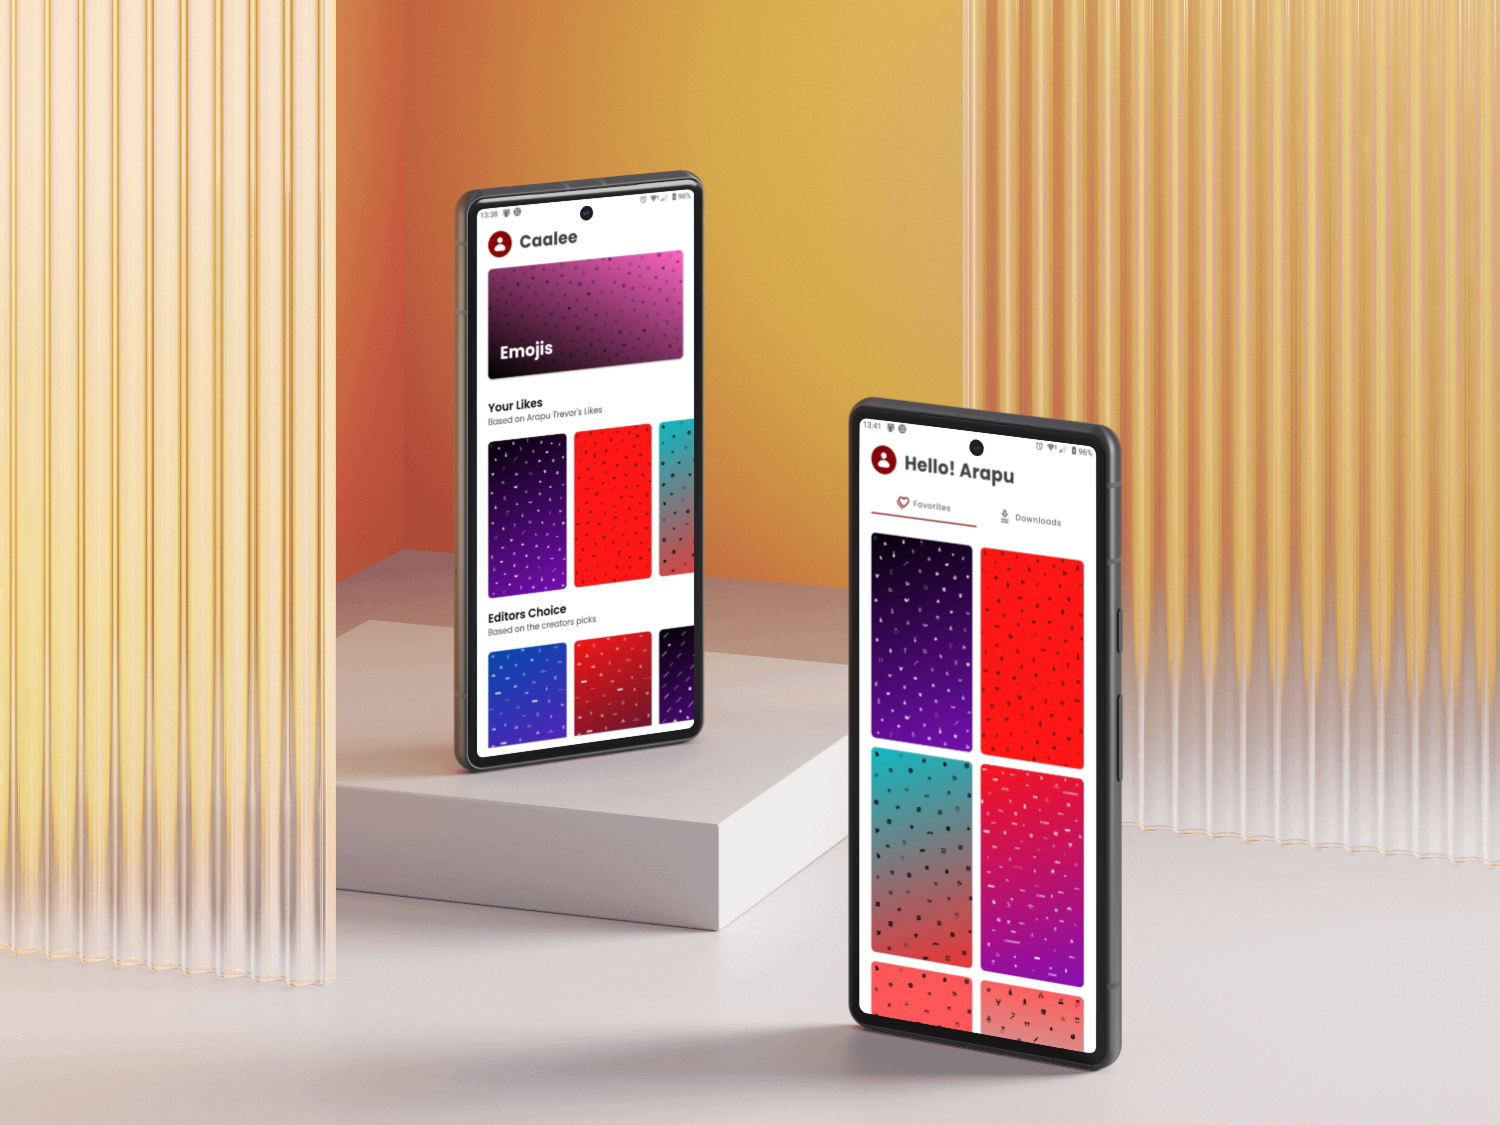 13:38
96%
Caalee
Emojis
Your Likes
Based on Arapu Trevor's Likes
Editors Choice
Based on the creators picks
13:41
96%
Hello! Arapu
Favorites
Downloads